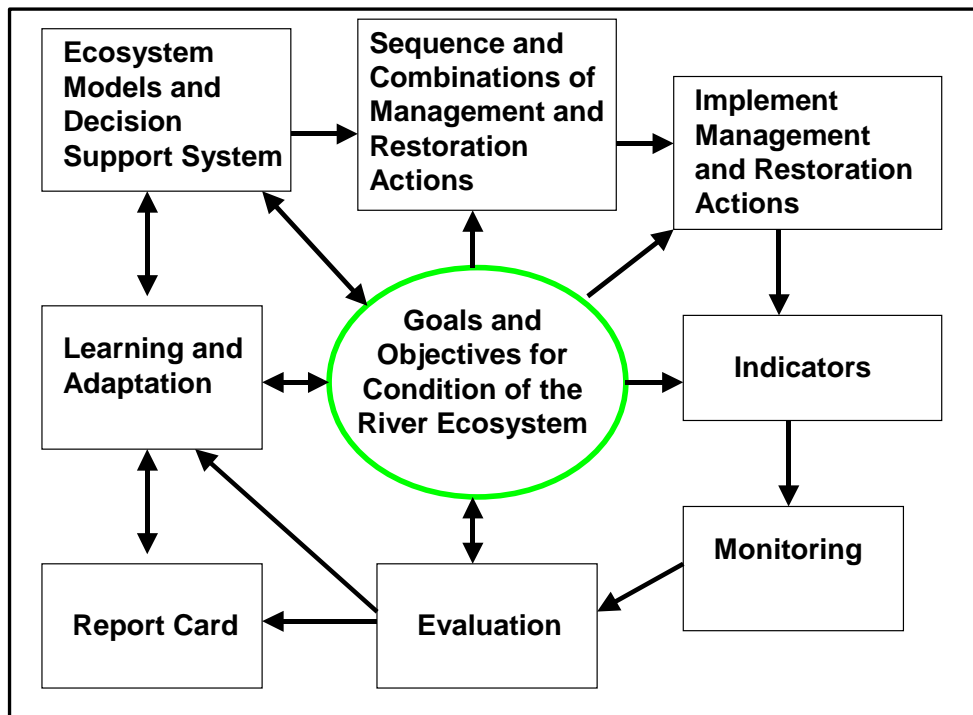 Ecosystem
Models and
Decision
Support System
Sequence and
Combinations of
Management and
Restoration
Actions
Implement
Management
and Restoration
Actions
Learning and
Adaptation
Goals and
Objectives for
Condition of the
River Ecosystem
Indicators
Report Card
Evaluation
Monitoring